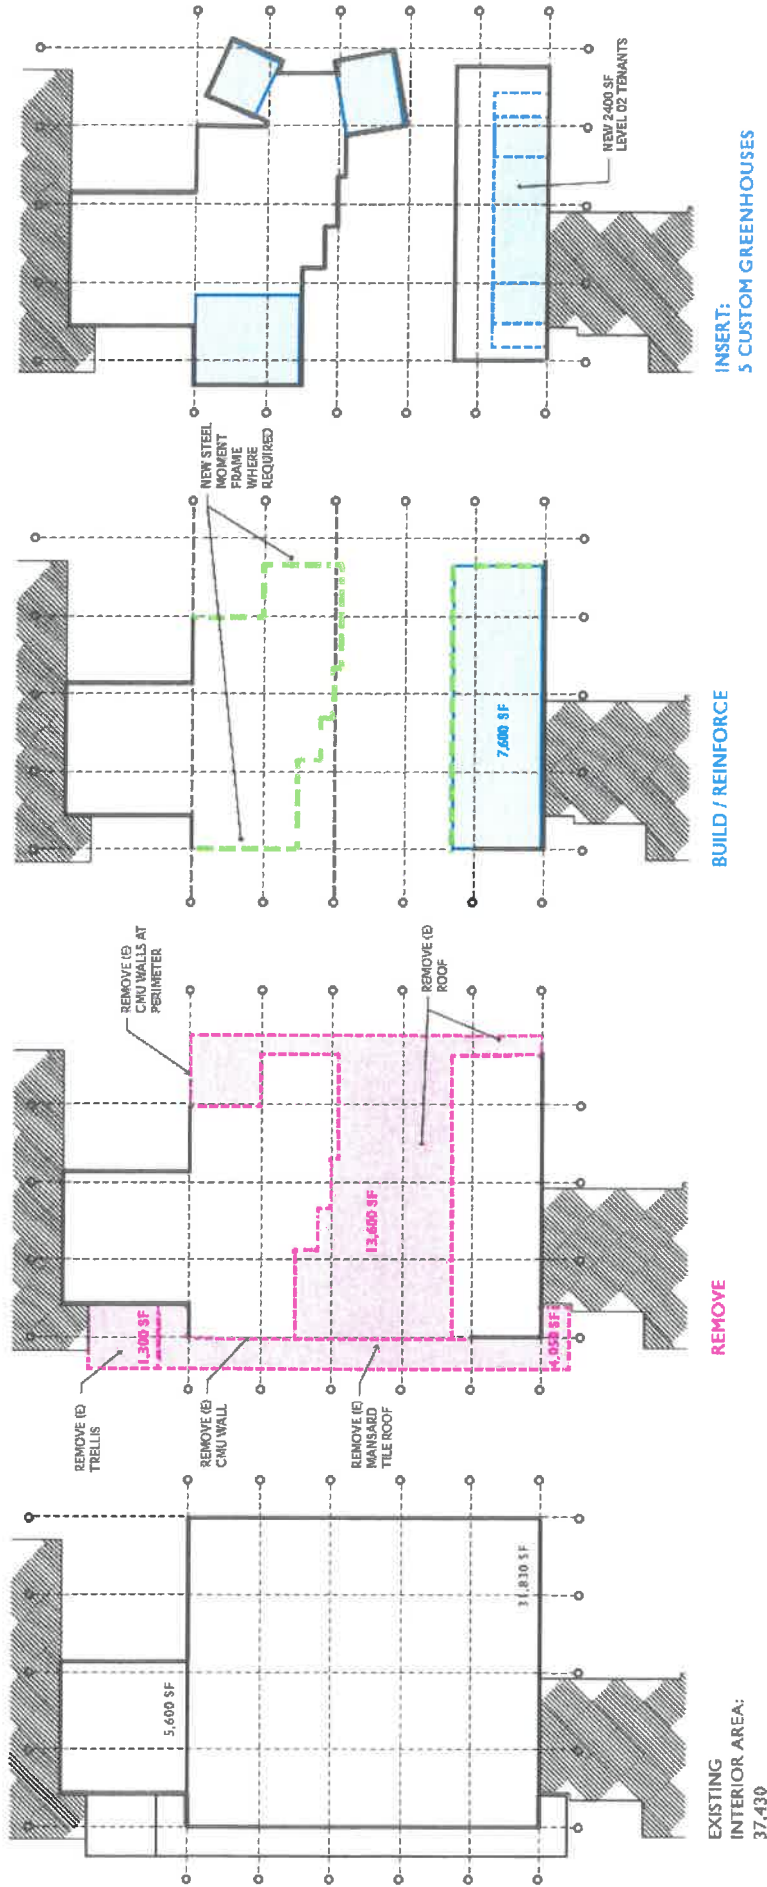 5,600 SF
31,830 SF
EXISTING
INTERIOR AREA:
37,430
REMOVE (E)
TRELLIS
1,300 SF
REMOVE (E)
CMU WALL
REMOVE (E)
MANSARD
TILE ROOF
REMOVE (E)
CMU WALLS AT
PERIMETER
13,600 SF
REMOVE (E)
ROOF
4,050 SF
REMOVE
NEW STEEL
MOMENT
FRAME
WHERE
REQUIRED
7,600 SF
BUILD / REINFORCE
NEW 2400 SF
LEVEL 02 TENANTS
INSERT:
5 CUSTOM GREENHOUSES